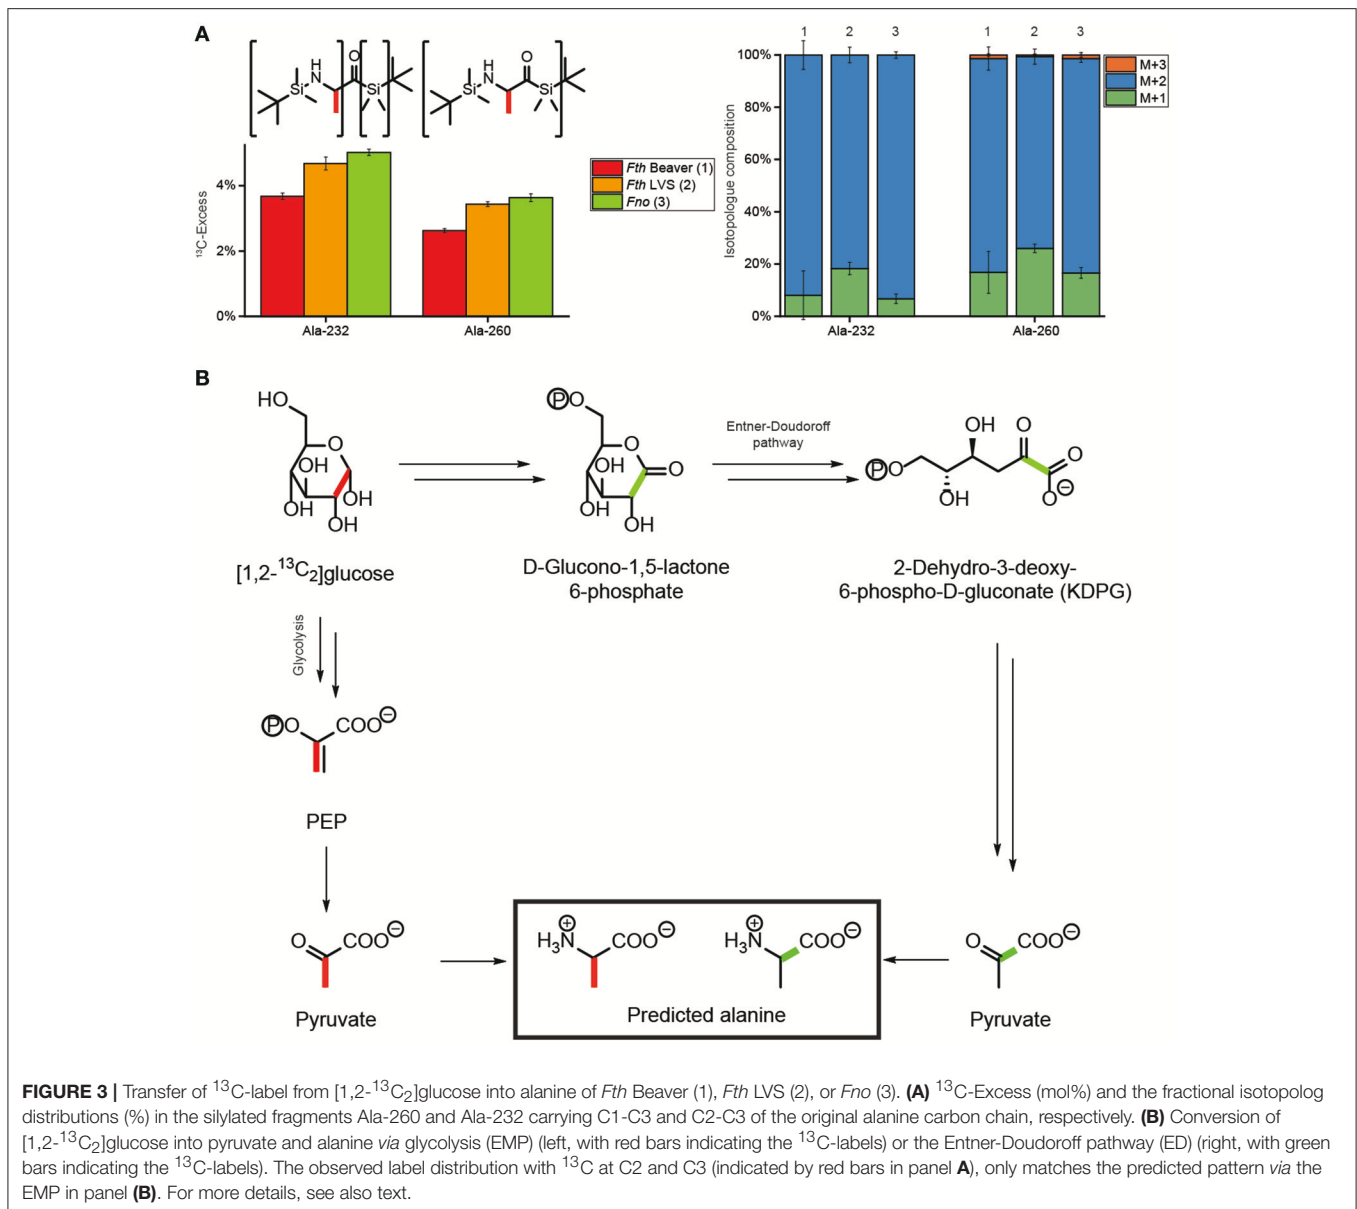 A
H
N
O
Si
Si
H
N
O
Si
Si
¹³C-Excess
4%
2%
0%
Ala-232
Ala-260
Fth Beaver (1)
Fth LVS (2)
Fno (3)
Isotopologue composition
100%
80%
60%
40%
20%
0%
1 2 3
1 2 3
Ala-232
Ala-260
M+3
M+2
M+1
B
HO
O
OH
OH
OH
OH
[1,2-¹³C₂]glucose
PO
O
O
OH
OH
OH
D-Glucono-1,5-lactone
6-phosphate
Entner-Doudoroff
pathway
OH
O
O
PO
OH
O⊖
2-Dehydro-3-deoxy-
6-phospho-D-gluconate (KDPG)
Glycolysis
PO
COO⊖
PEP
O
COO⊖
Pyruvate
⊕
H₃N
COO⊖
⊕
H₃N
COO⊖
Predicted alanine
O
COO⊖
Pyruvate
FIGURE 3 | Transfer of ¹³C-label from [1,2-¹³C₂]glucose into alanine of Fth Beaver (1), Fth LVS (2), or Fno (3). (A) ¹³C-Excess (mol%) and the fractional isotopolog
distributions (%) in the silylated fragments Ala-260 and Ala-232 carrying C1-C3 and C2-C3 of the original alanine carbon chain, respectively. (B) Conversion of
[1,2-¹³C₂]glucose into pyruvate and alanine via glycolysis (EMP) (left, with red bars indicating the ¹³C-labels) or the Entner-Doudoroff pathway (ED) (right, with green
bars indicating the ¹³C-labels). The observed label distribution with ¹³C at C2 and C3 (indicated by red bars in panel A), only matches the predicted pattern via the
EMP in panel (B). For more details, see also text.